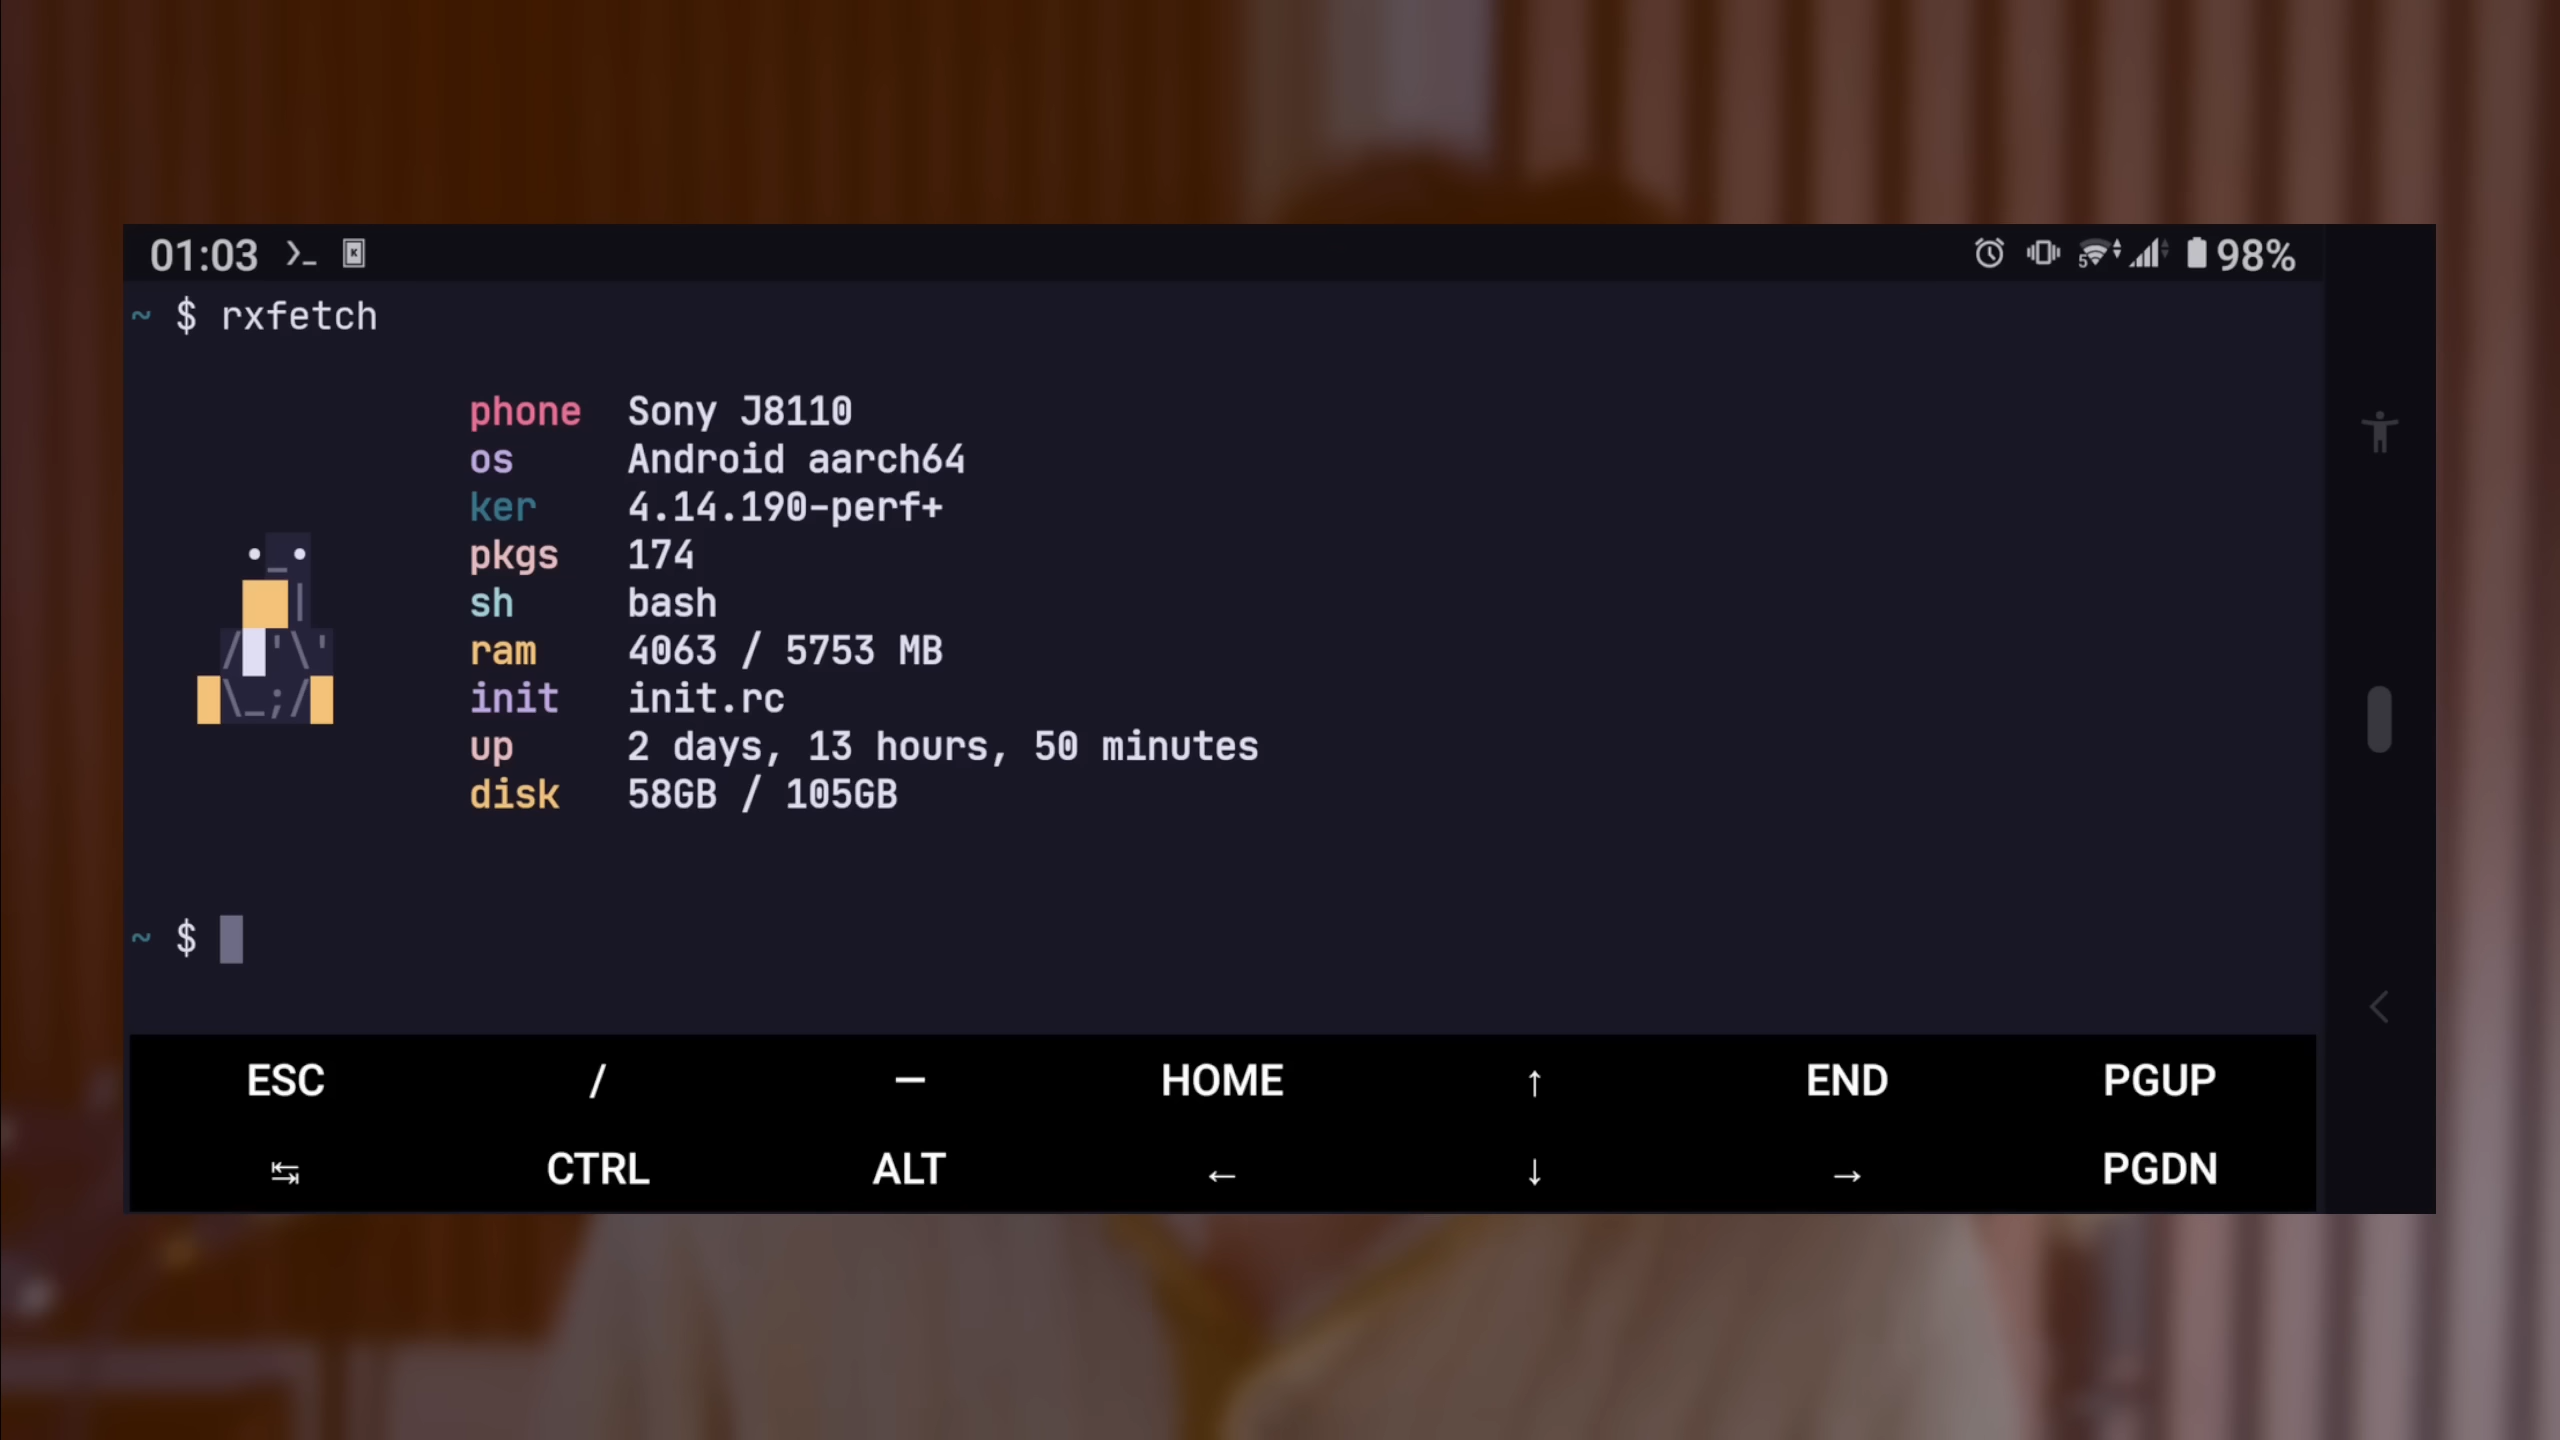 01:03 98%
~ $ rxfetch
phone Sony J8110
os Android aarch64
ker 4.14.190-perf+
pkgs 174
sh bash
ram 4063 / 5753 MB
init init.rc
up 2 days, 13 hours, 50 minutes
disk 58GB / 105GB
~ $
ESC / — HOME ↑ END PGUP
↹ CTRL ALT ← ↓ → PGDN